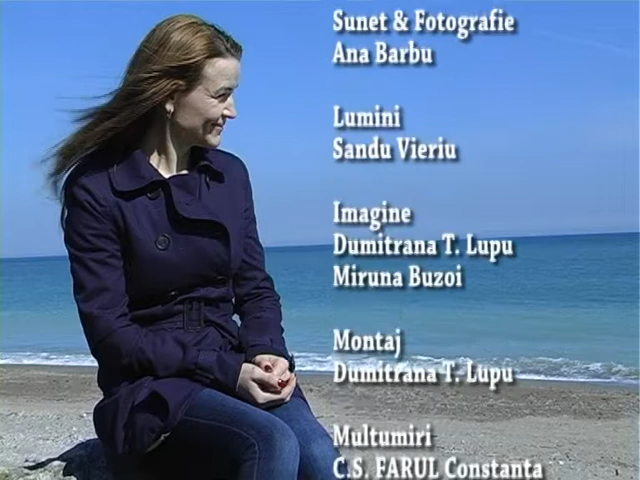 Sunet & Fotografie
Ana Barbu
Lumini
Sandu Vieriu
Imagine
Dumitrana T. Lupu
Miruna Buzoi
Montaj
Dumitrana T. Lupu
Multumiri
C.S. FARUL Constanta